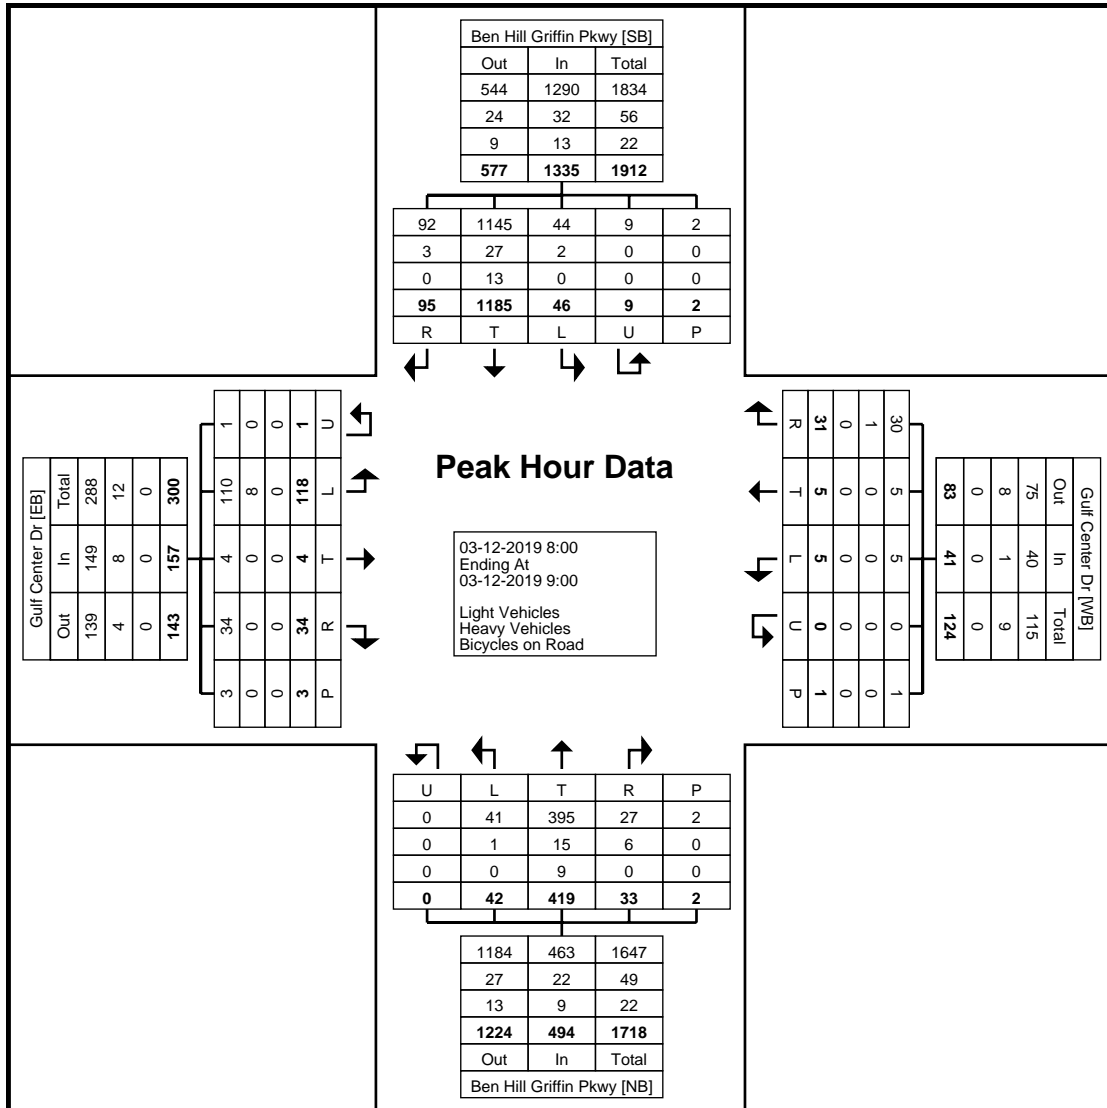 Ben Hill Griffin Pkwy [SB]
Out In Total
544 1290 1834
24 32 56
9 13 22
577 1335 1912
92 1145 44 9 2
3 27 2 0 0
0 13 0 0 0
95 1185 46 9 2
R T L U P
Gulf Center Dr [EB]
Total 288 12 0 300
In 149 8 0 157
Out 139 4 0 143
1 0 0 1 U
110 8 0 118 L
4 0 0 4 T
34 0 0 34 R
3 0 0 3 P
Peak Hour Data
03-12-2019 8:00
Ending At
03-12-2019 9:00
Light Vehicles
Heavy Vehicles
Bicycles on Road
R 31 0 1 30
T 5 0 0 5
L 5 0 0 5
U 0 0 0 0
P 1 0 0 1
83 0 8 75 Out
41 0 1 40 In
124 0 9 115 Total
Gulf Center Dr [WB]
U L T R P
0 41 395 27 2
0 1 15 6 0
0 0 9 0 0
0 42 419 33 2
1184 463 1647
27 22 49
13 9 22
1224 494 1718
Out In Total
Ben Hill Griffin Pkwy [NB]